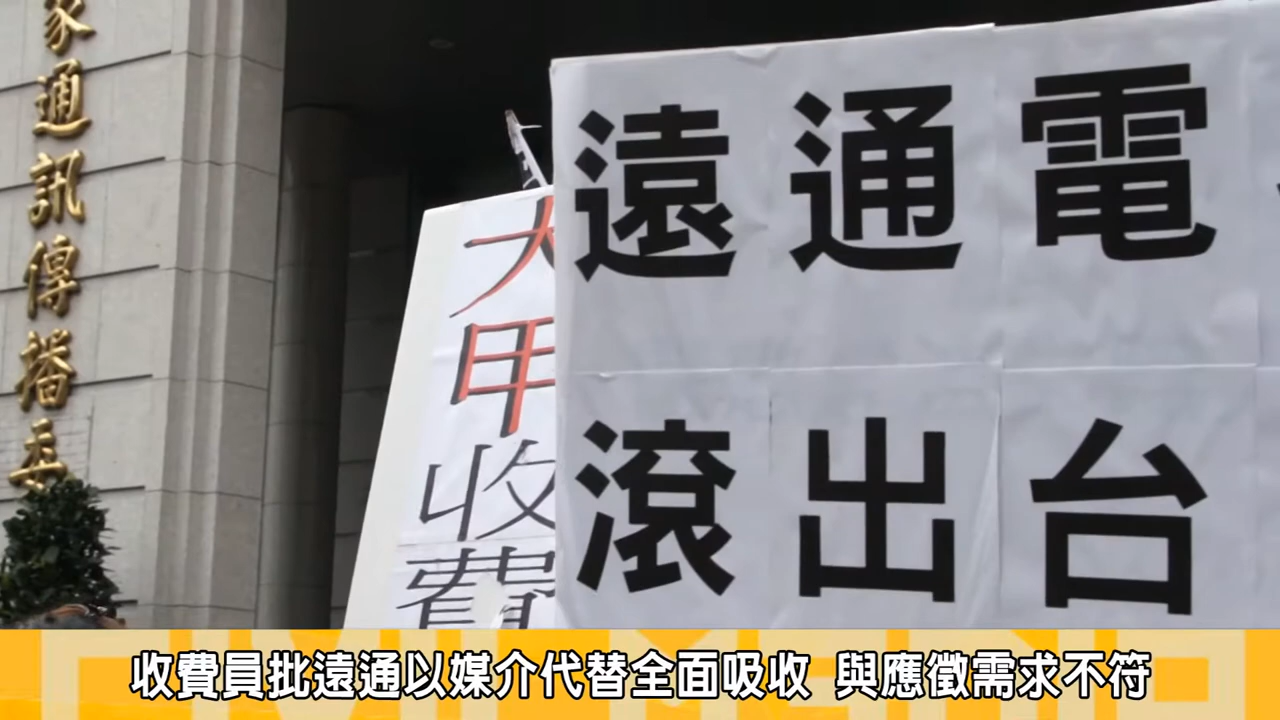 家通訊傳播委
大甲收費
遠通電
滾出台
收費員批遠通以媒介代替全面吸收 與應徵需求不符